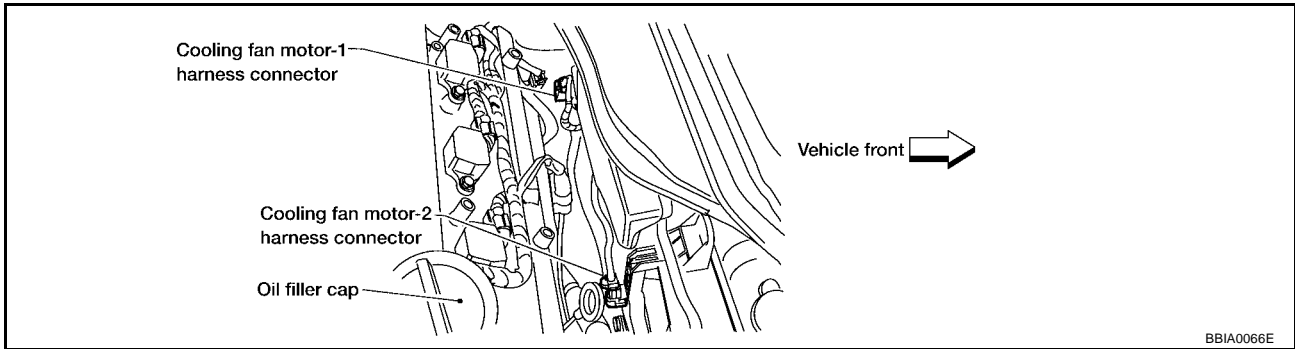 Cooling fan motor-1
harness connector
Vehicle front
Cooling fan motor-2
harness connector
Oil filler cap
BBIA0066E